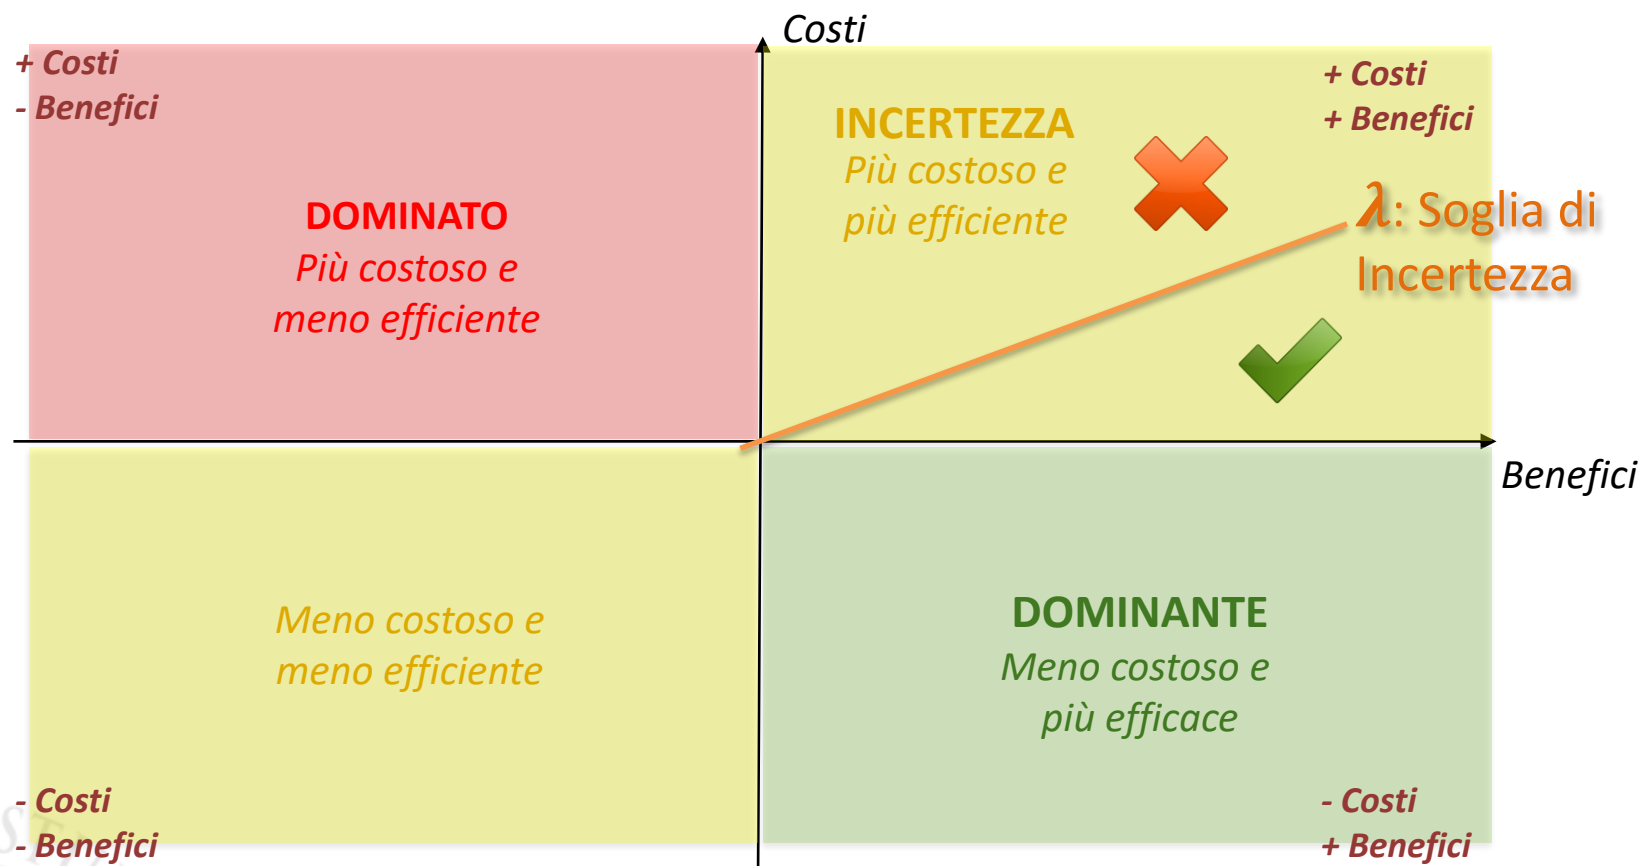 Costi
+ Costi
- Benefici
DOMINATO
Più costoso e
meno efficiente
INCERTEZZA
Più costoso e
più efficiente
+ Costi
+ Benefici
λ: Soglia di
Incertezza
Benefici
Meno costoso e
meno efficiente
- Costi
- Benefici
DOMINANTE
Meno costoso e
più efficace
- Costi
+ Benefici